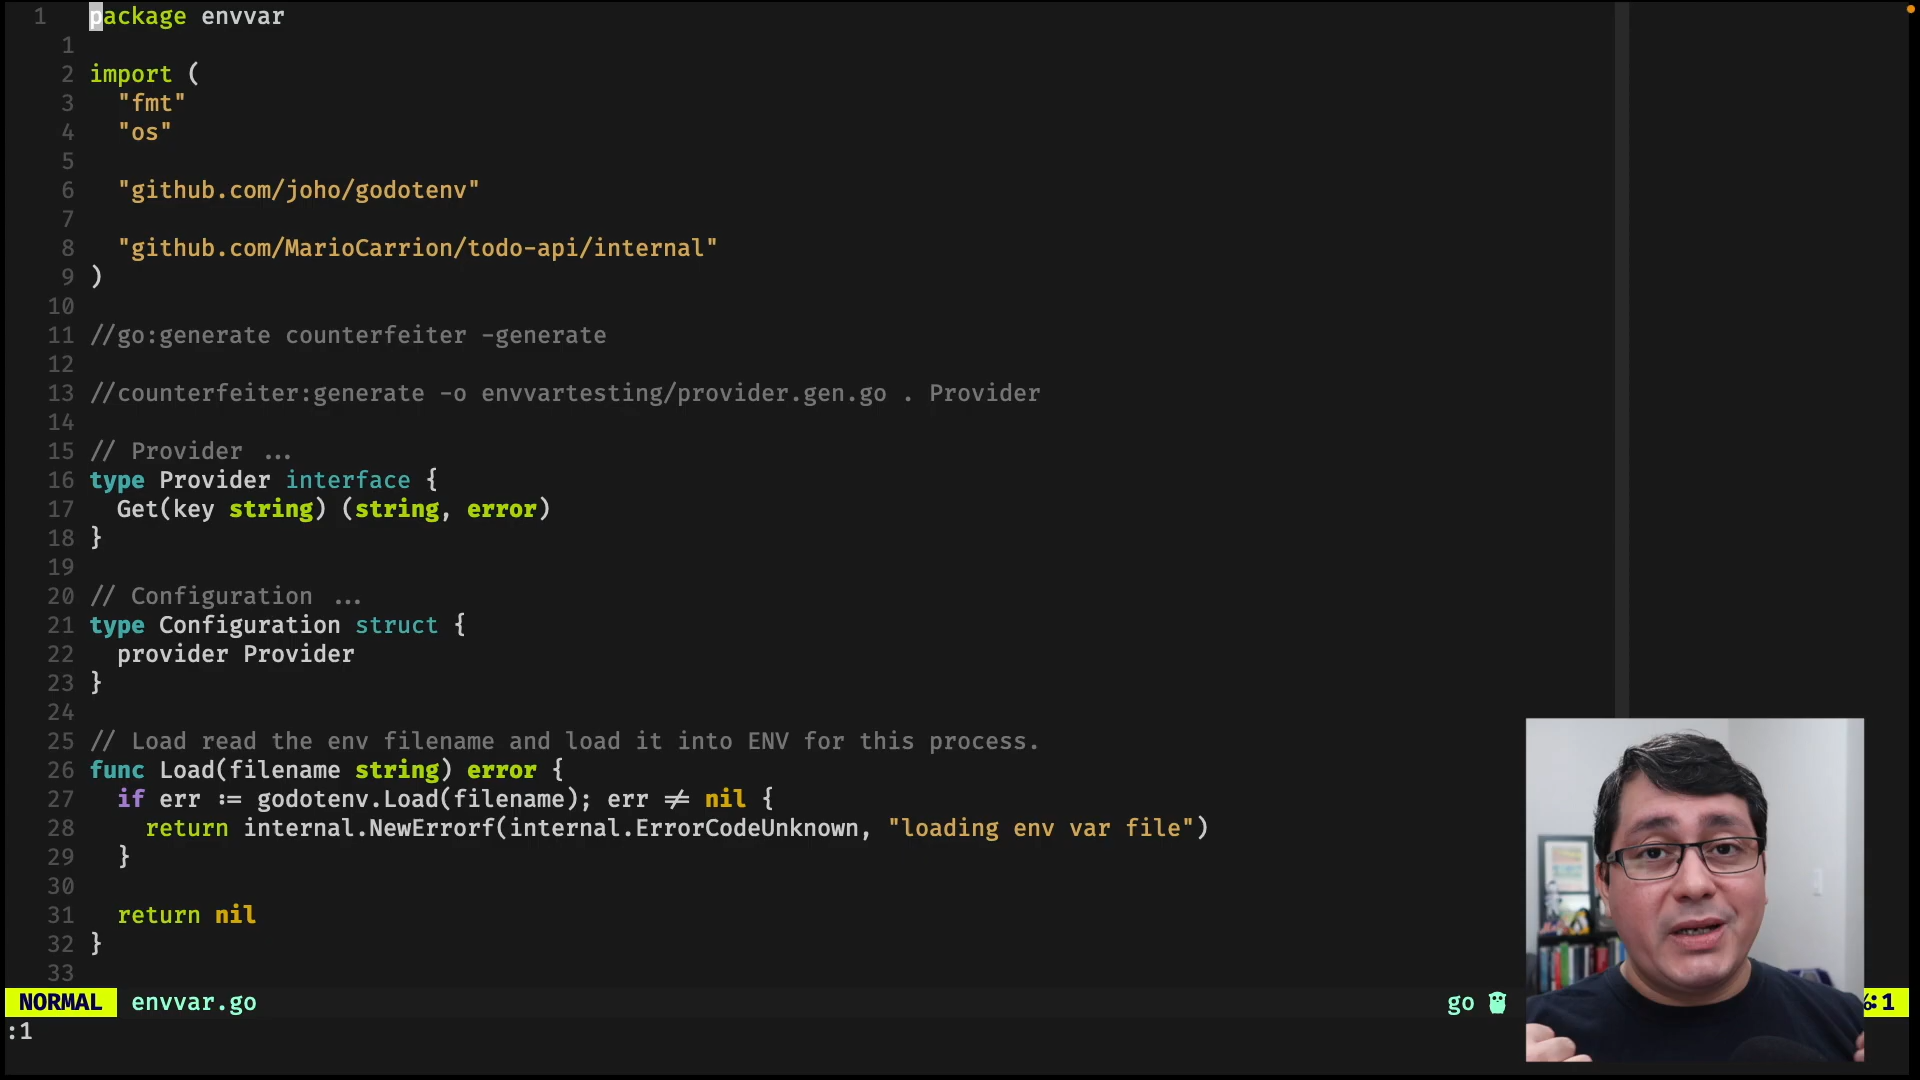 1 package envvar
1
2 import (
3 "fmt"
4 "os"
5
6 "github.com/joho/godotenv"
7
8 "github.com/MarioCarrion/todo-api/internal"
9 )
10
11 //go:generate counterfeiter -generate
12
13 //counterfeiter:generate -o envvartesting/provider.gen.go . Provider
14
15 // Provider ...
16 type Provider interface {
17 Get(key string) (string, error)
18 }
19
20 // Configuration ...
21 type Configuration struct {
22 provider Provider
23 }
24
25 // Load read the env filename and load it into ENV for this process.
26 func Load(filename string) error {
27 if err := godotenv.Load(filename); err != nil {
28 return internal.NewErrorf(internal.ErrorCodeUnknown, "loading env var file")
29 }
30
31 return nil
32 }
33
NORMAL envvar.go go :1
:1